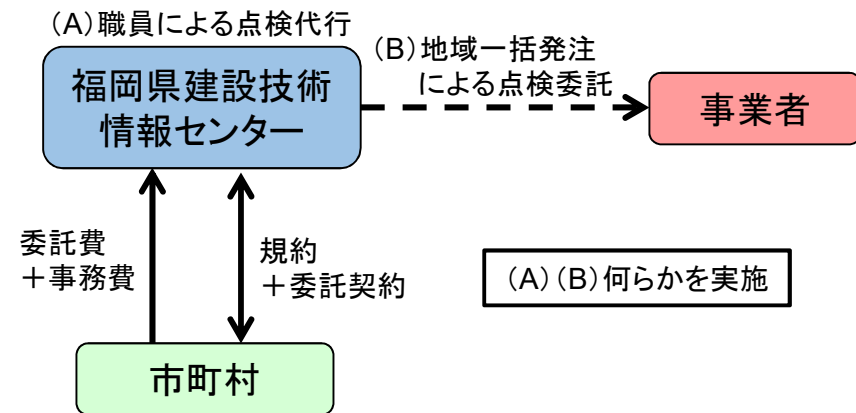 (A)職員による点検代行
福岡県建設技術
情報センター
(B)地域一括発注
による点検委託
事業者
委託費
＋事務費
規約
＋委託契約
(A)(B)何らかを実施
市町村